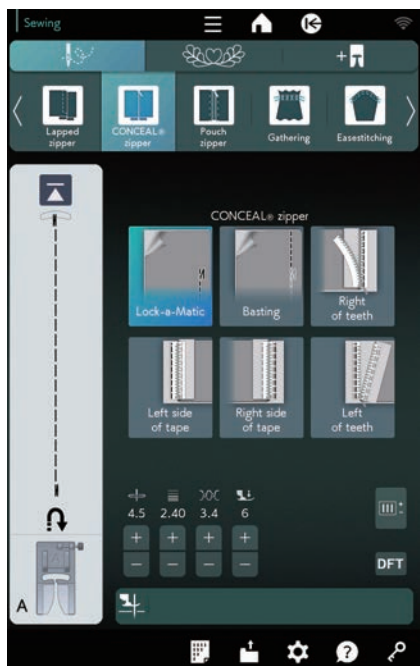 Sewing
Lapped
zipper
CONCEAL®
zipper
Pouch
zipper
Gathering
Easestitching
CONCEAL® zipper
Lock-a-Matic
Basting
Right
of teeth
Left side
of tape
Right side
of tape
Left
of teeth
4.5 2.40 3.4 6
+ + + +
− − − −
DFT
A